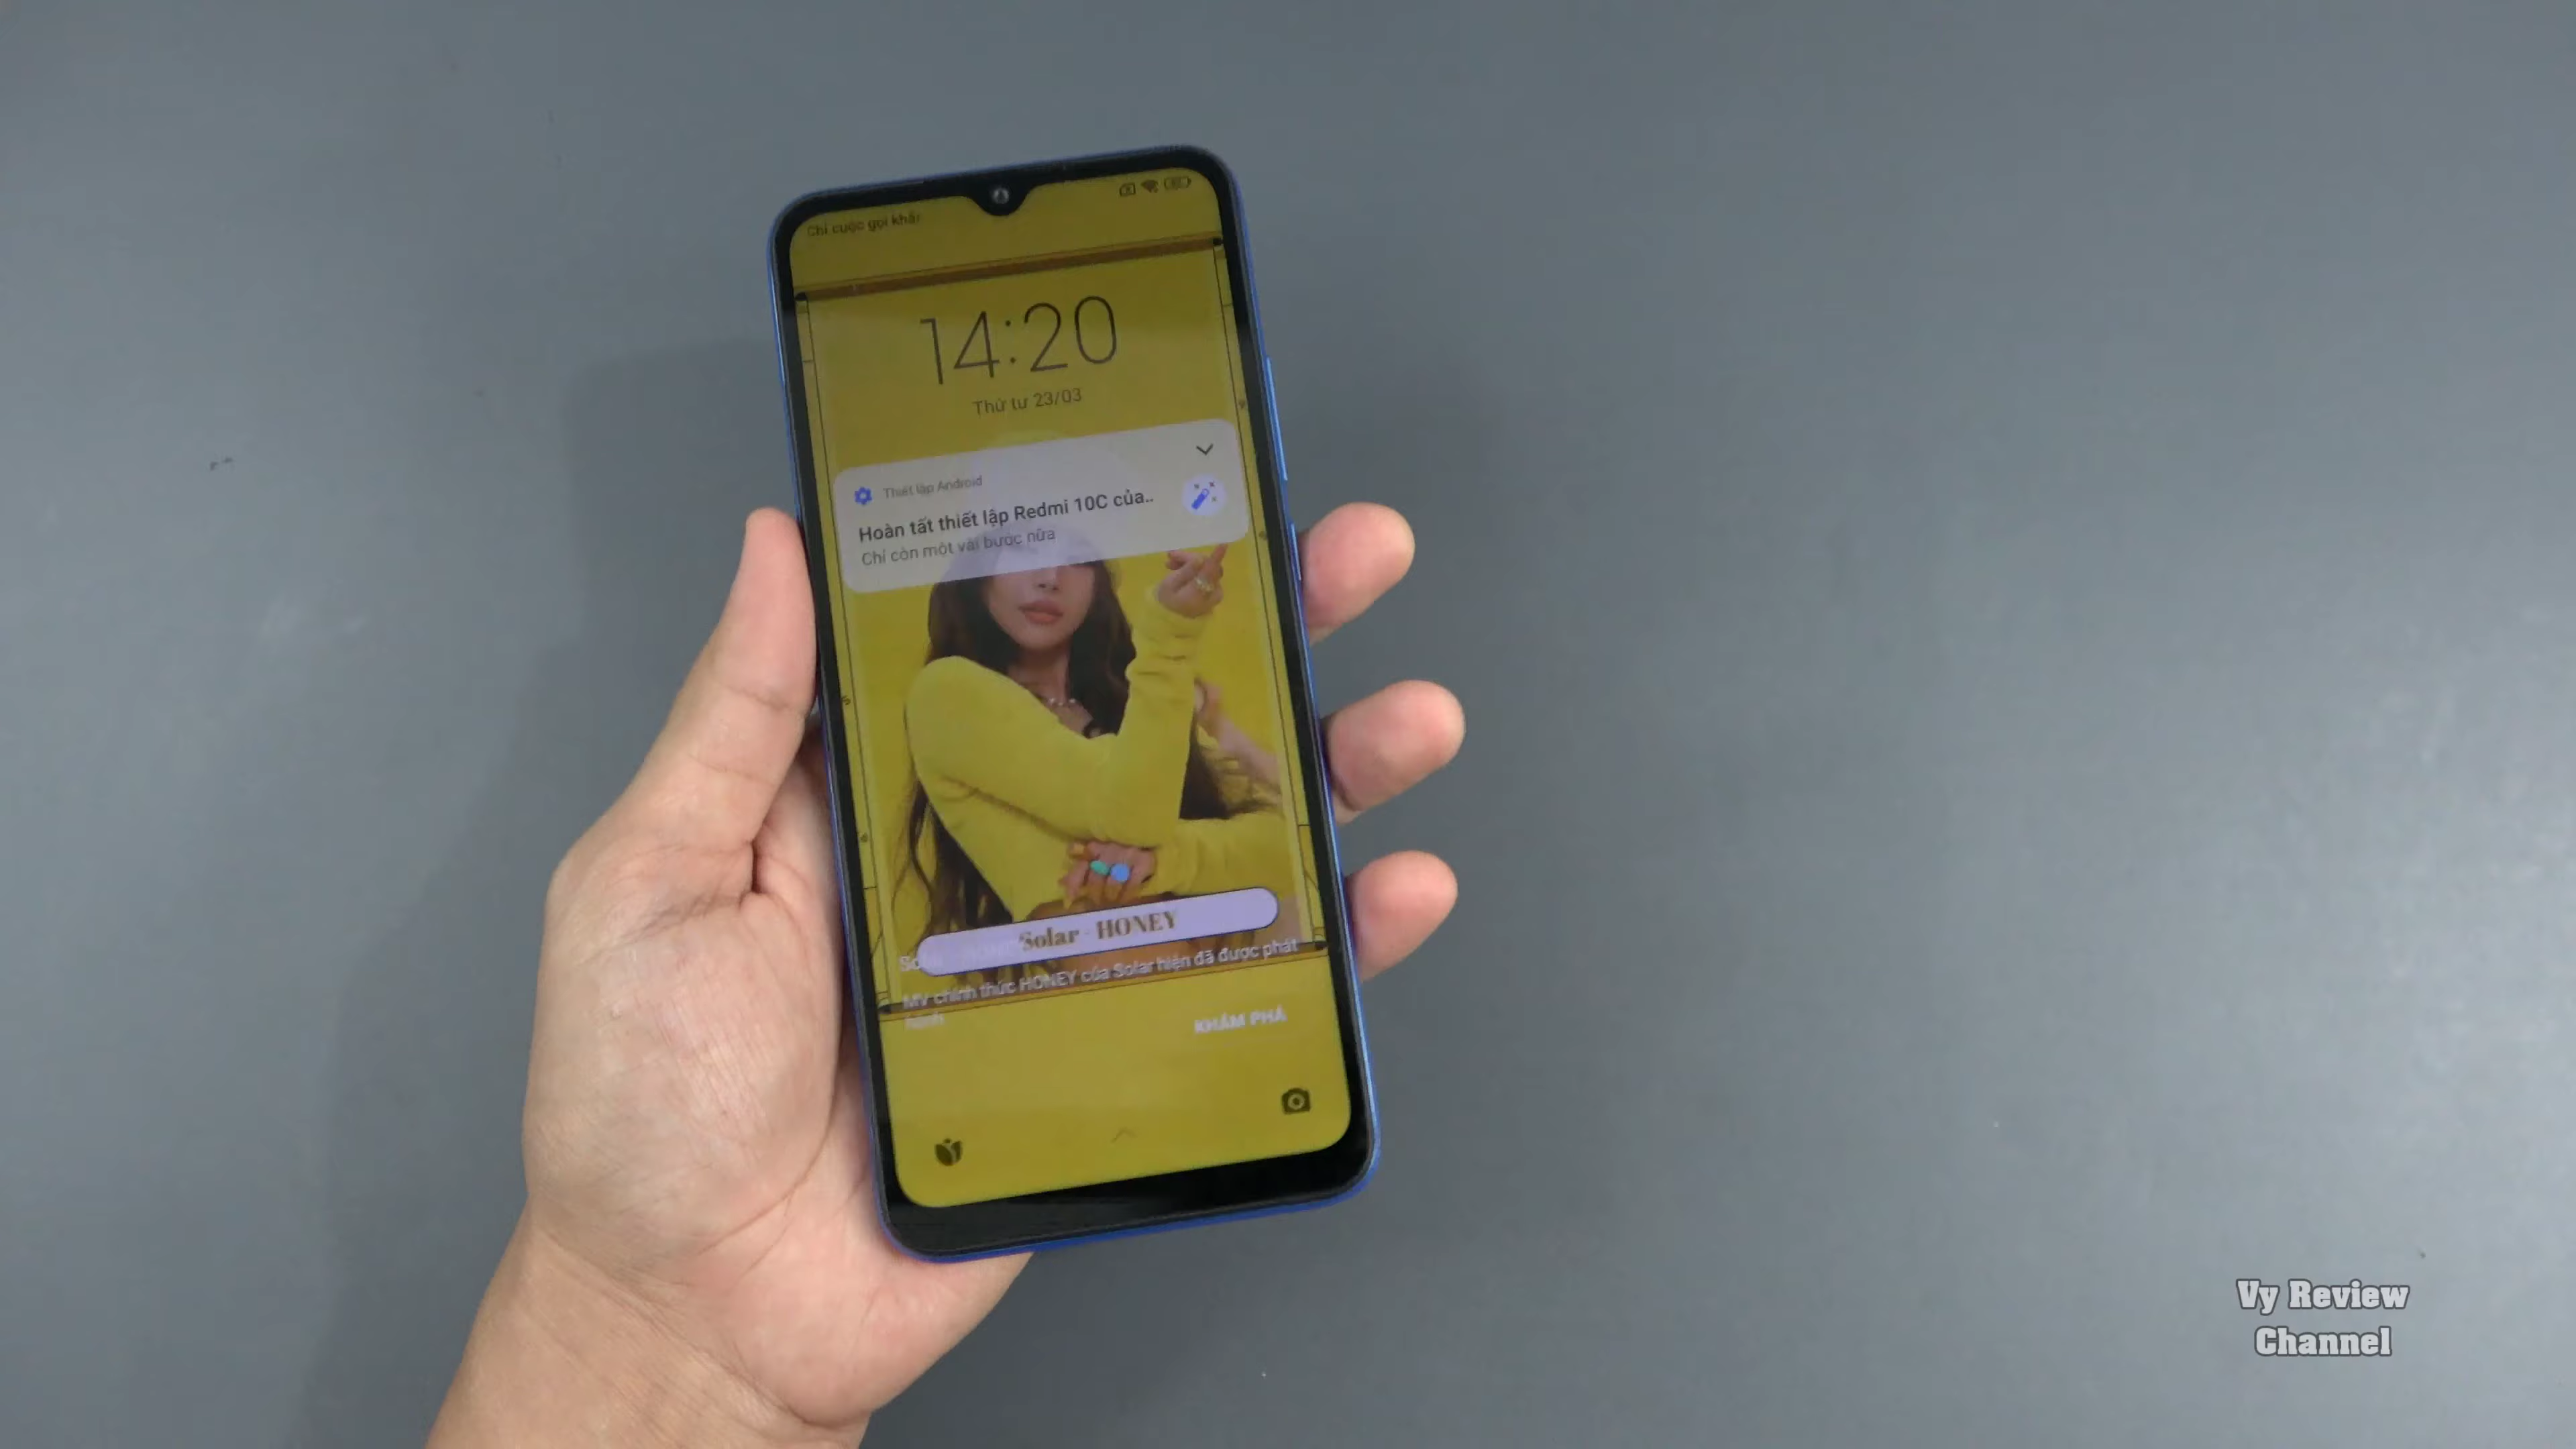 Chỉ cuộc gọi khẩn
14:20
Thứ tư 23/03
Thiết lập Android
Hoàn tất thiết lập Redmi 10C của..
Chỉ còn một vài bước nữa
Solar - HONEY
MV chính thức HONEY của Solar hiện đã được phát
hành
KHÁM PHÁ
Vy Review
Channel